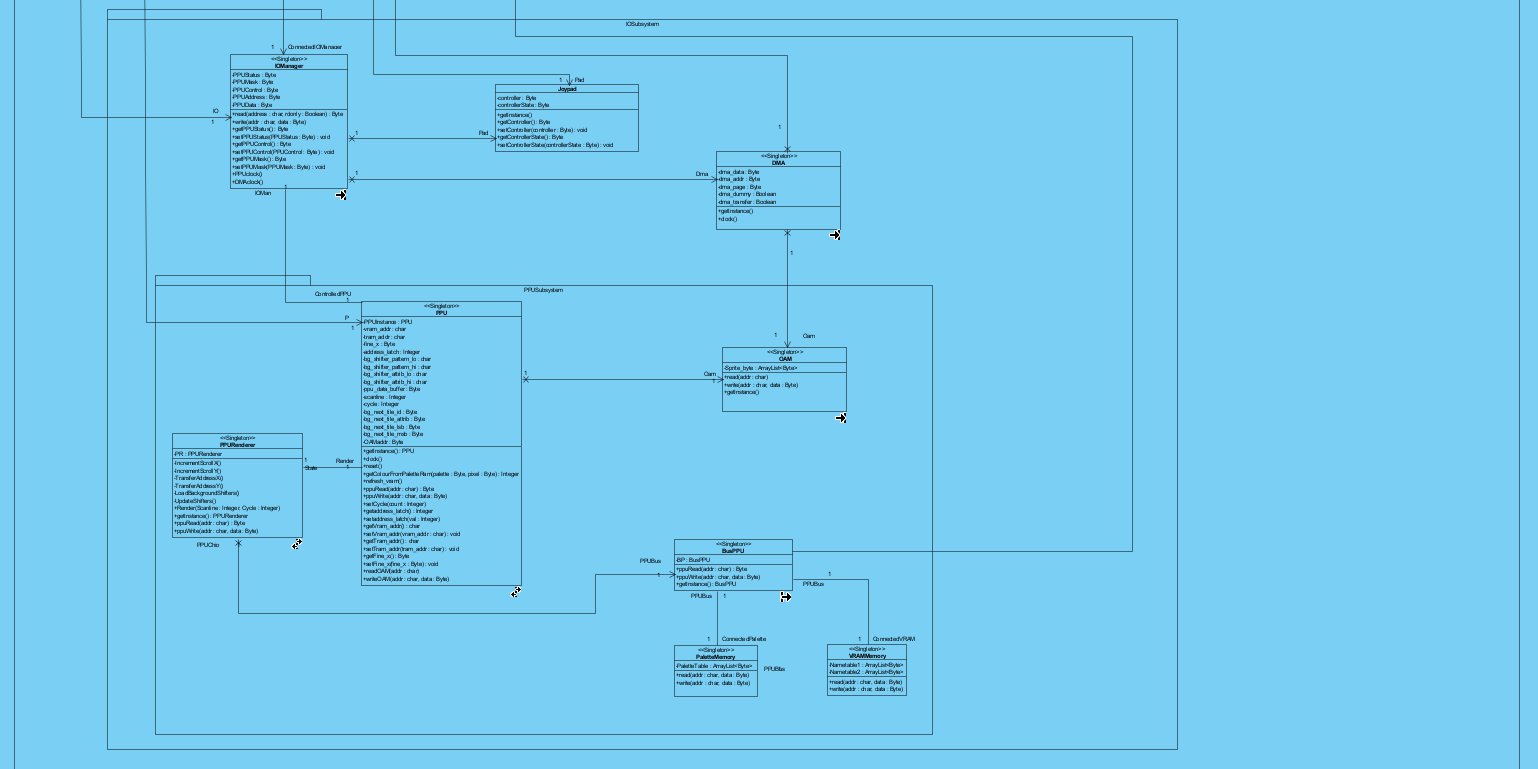 IOSubsystem
1 ConnectedIOManager
<<Singleton>>
IOManager
-PPUStatus : Byte
-PPUMask : Byte
-PPUControl : Byte
-PPUAddress : Byte
-PPUData : Byte
+read(address : char, rdonly : Boolean) : Byte
+write(addr : char, data : Byte)
+getPPUStatus() : Byte
+setPPUStatus(PPUStatus : Byte) : void
+getPPUControl() : Byte
+setPPUControl(PPUControl : Byte) : void
+getPPUMask() : Byte
+setPPUMask(PPUMask : Byte) : void
+PPUclock()
+DMAclock()
IO
1
1 Pad
Joypad
-controller : Byte
-controllerState : Byte
+getInstance()
+getController() : Byte
+setController(controller : Byte) : void
+getControllerState() : Byte
+setControllerState(controllerState : Byte) : void
1
Pad
1
Dma
1
<<Singleton>>
DMA
-dma_data : Byte
-dma_addr : Byte
-dma_page : Byte
-dma_dummy : Boolean
-dma_transfer : Boolean
+getInstance()
+clock()
1
1
IOMan
PPUSubsystem
ControlledPPU
1
P
1
<<Singleton>>
PPU
-PPUInstance : PPU
-vram_addr : char
-tram_addr : char
-fine_x : Byte
-address_latch : Integer
-bg_shifter_pattern_lo : char
-bg_shifter_pattern_hi : char
-bg_shifter_attrib_lo : char
-bg_shifter_attrib_hi : char
-ppu_data_buffer : Byte
-scanline : Integer
-cycle : Integer
-bg_next_tile_id : Byte
-bg_next_tile_attrib : Byte
-bg_next_tile_lsb : Byte
-bg_next_tile_msb : Byte
-OAMaddr : Byte
+getInstance() : PPU
+clock()
+reset()
+getColourFromPaletteRam(palette : Byte, pixel : Byte) : Integer
+refresh_vram()
+ppuRead(addr : char) : Byte
+ppuWrite(addr : char, data : Byte)
+setCycle(count : Integer)
+getaddress_latch() : Integer
+setaddress_latch(val : Integer)
+getVram_addr() : char
+setVram_addr(vram_addr : char) : void
+getTram_addr() : char
+setTram_addr(tram_addr : char) : void
+getFine_x() : Byte
+setFine_x(fine_x : Byte) : void
+readOAM(addr : char)
+writeOAM(addr : char, data : Byte)
1 Oam
<<Singleton>>
OAM
-Sprite_byte : ArrayList<Byte>
+read(addr : char)
+write(addr : char, data : Byte)
+getInstance()
1
Oam
1
<<Singleton>>
PPURenderer
-PR : PPURenderer
-IncrementScrollX()
-IncrementScrollY()
-TransferAddressX()
-TransferAddressY()
-LoadBackgroundShifters()
-UpdateShifters()
+Render(Scanline : Integer, Cycle : Integer)
+getInstance() : PPURenderer
+ppuRead(addr : char) : Byte
+ppuWrite(addr : char, data : Byte)
1
State
Render
1
PPUChip
PPUBus
1
<<Singleton>>
BusPPU
-BP : BusPPU
+ppuRead(addr : char) : Byte
+ppuWrite(addr : char, data : Byte)
+getInstance() : BusPPU
PPUBus 1
1
PPUBus
1 ConnectedPalette
<<Singleton>>
PaletteMemory
-PaletteTable : ArrayList<Byte>
+read(addr : char, data : Byte)
+write(addr : char, data : Byte)
PPUBbs
1 ConnectedVRAM
<<Singleton>>
VRAMMemory
-Nametable1 : ArrayList<Byte>
-Nametable2 : ArrayList<Byte>
+read(addr : char, data : Byte)
+write(addr : char, data : Byte)